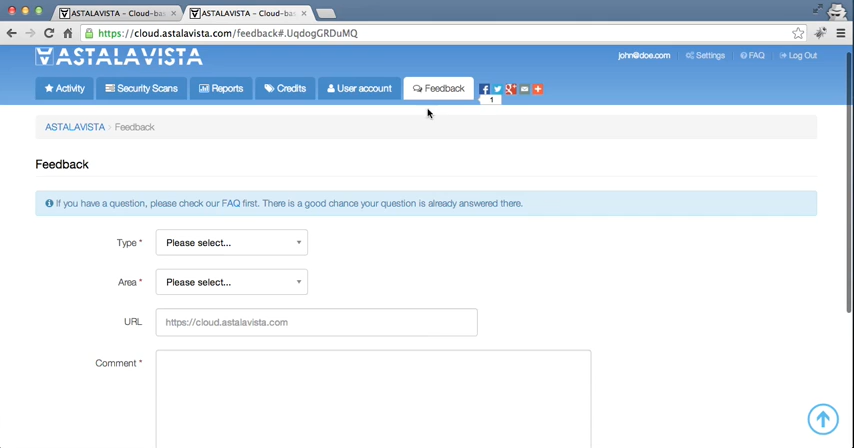 ASTALAVISTA – Cloud-bas
ASTALAVISTA – Cloud-bas
https://cloud.astalavista.com/feedback#.UqdogGRDuMQ
ASTALAVISTA
john@doe.com Settings FAQ Log Out
Activity Security Scans Reports Credits User account Feedback
1
ASTALAVISTA Feedback
Feedback
If you have a question, please check our FAQ first. There is a good chance your question is already answered there.
Type * Please select...
Area * Please select...
URL https://cloud.astalavista.com
Comment *